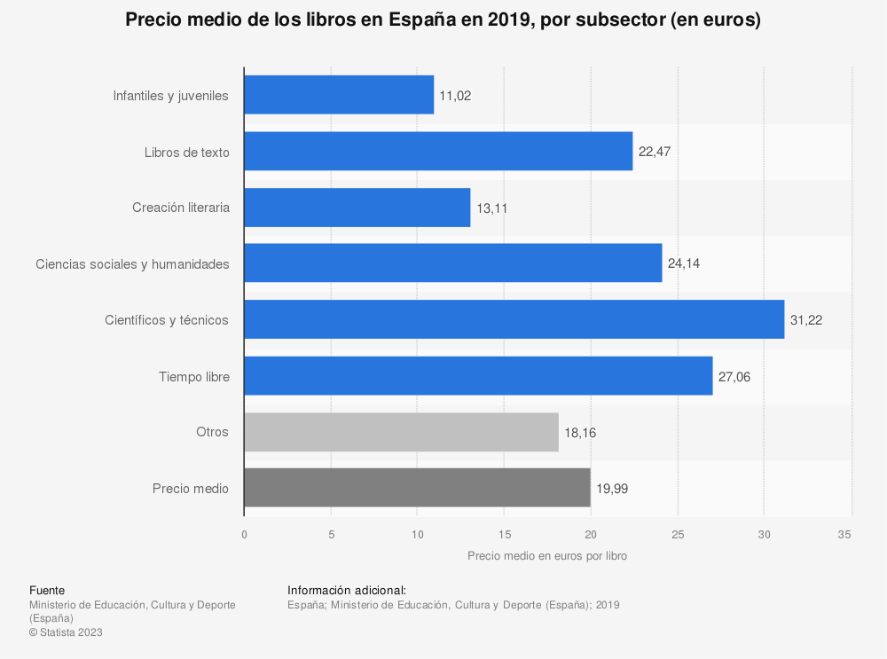 Precio medio de los libros en España en 2019, por subsector (en euros)
Infantiles y juveniles 11,02
Libros de texto 22,47
Creación literaria 13,11
Ciencias sociales y humanidades 24,14
Científicos y técnicos 31,22
Tiempo libre 27,06
Otros 18,16
Precio medio 19,99
0 5 10 15 20 25 30 35
Precio medio en euros por libro
Fuente
Ministerio de Educación, Cultura y Deporte
(España)
© Statista 2023
Información adicional:
España; Ministerio de Educación, Cultura y Deporte (España); 2019